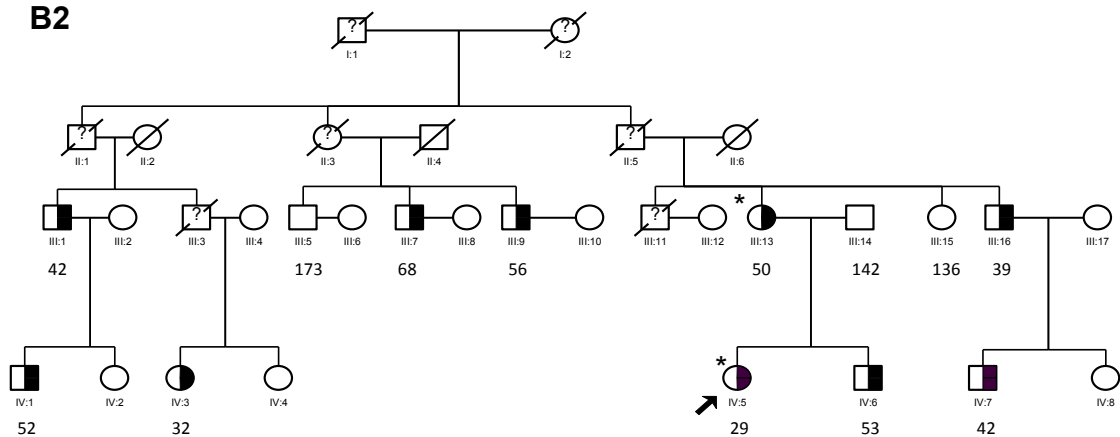 B2
? ?
I:1 I:2
? ? ?
II:1 II:2 II:3 II:4 II:5 II:6
? ? *
III:1 III:2 III:3 III:4 III:5 III:6 III:7 III:8 III:9 III:10 III:11 III:12 III:13 III:14 III:15 III:16 III:17
42 173 68 56 50 142 136 39
*
IV:1 IV:2 IV:3 IV:4 IV:5 IV:6 IV:7 IV:8
52 32 29 53 42